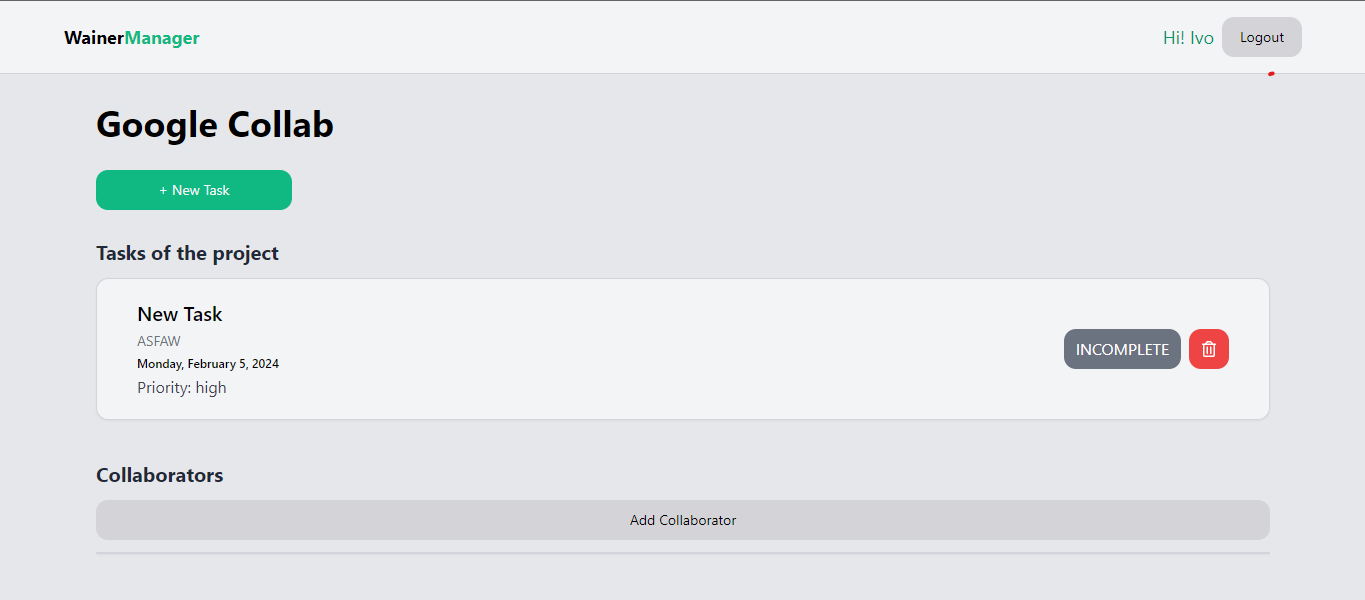 WainerManager
Hi! Ivo
Logout
Google Collab
+ New Task
Tasks of the project
New Task
ASFAW
Monday, February 5, 2024
Priority: high
INCOMPLETE
Collaborators
Add Collaborator